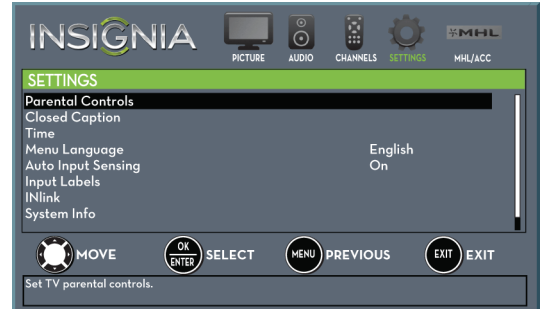 INSIGNIA
PICTURE AUDIO CHANNELS SETTINGS MHL MHL/ACC
SETTINGS
Parental Controls
Closed Caption
Time
Menu Language English
Auto Input Sensing On
Input Labels
INlink
System Info
MOVE OK ENTER SELECT MENU PREVIOUS EXIT EXIT
Set TV parental controls.